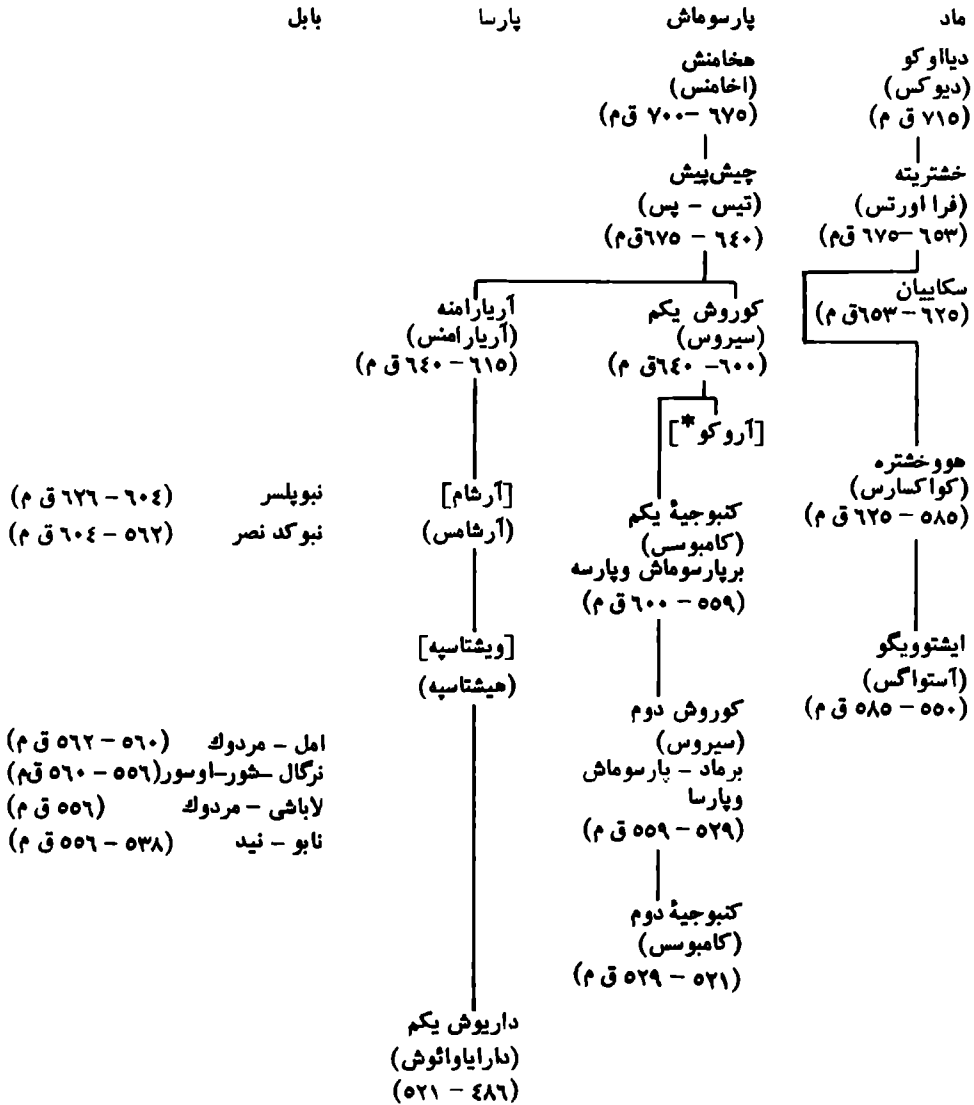 ماد
پارسوماش
پارسا
بابل
دیااوکو
(دیوکس)
(۷۱۵ ق م)
خشتریته
(فرا اورتس)
(۶۵۳ – ۶۷۵ ق م)
سکاییان
(۶۲۵ – ۶۵۳ ق م)
هووخشتره
(کواکسارس)
(۵۸۵ – ۶۲۵ ق م)
ایشتوویگو
(آستواگس)
(۵۵۰ – ۵۸۵ ق م)
هخامنش
(اخامنس)
(۶۷۵ – ۷۰۰ ق م)
چیش‌پیش
(تیس – پس)
(۶۴۰ – ۶۷۵ ق م)
کوروش یکم
(سیروس)
(۶۰۰ – ۶۴۰ ق م)
[آروکو*]
کنبوجیهٔ یکم
(کامبوسس)
برپارسوماش وپارسه
(۵۵۹ – ۶۰۰ ق م)
کوروش دوم
(سیروس)
برماد – پارسوماش
وپارسا
(۵۲۹ – ۵۵۹ ق م)
کنبوجیهٔ دوم
(کامبوسس)
(۵۲۱ – ۵۲۹ ق م)
آریارامنه
(آریارامنس)
(۶۱۵ – ۶۴۰ ق م)
[آرشام]
(آرشامس)
[ویشتاسپه]
(هیشتاسپه)
داریوش یکم
(دارایاوائوش)
(۴۸۶ – ۵۲۱)
نبوپلسر (۶۰۴ – ۶۲۶ ق م)
نبوکد نصر (۵۶۲ – ۶۰۴ ق م)
امل – مردوك (۵۶۰ – ۵۶۲ ق م)
نرگال – شور – اوسور (۵۵۶ – ۵۶۰ ق م)
لاباشی – مردوك (۵۵۶ ق م)
نابو – نید (۵۳۸ – ۵۵۶ ق م)